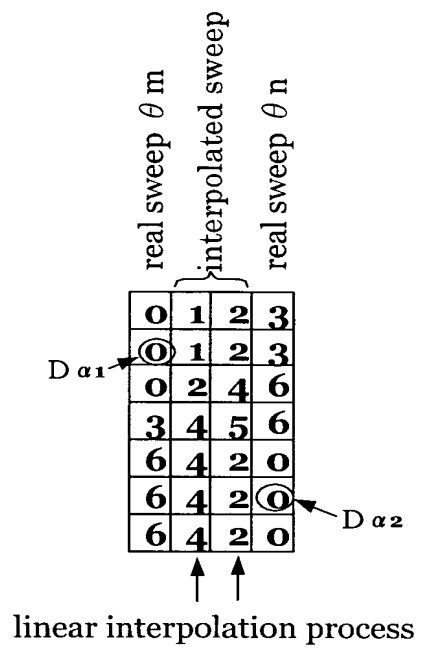 real sweep θ m
interpolated sweep
real sweep θ n
0 1 2 3
0 1 2 3
D α1
0 2 4 6
3 4 5 6
6 4 2 0
6 4 2 0
D α2
6 4 2 0
linear interpolation process